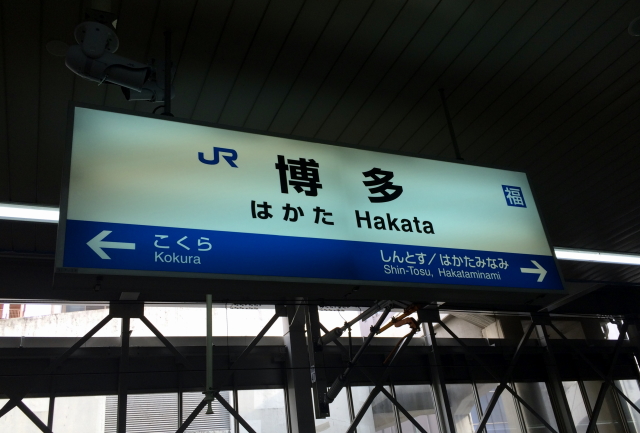 JR 博多 福
はかた Hakata
← こくら しんとす/はかたみなみ →
Kokura Shin-Tosu, Hakataminami